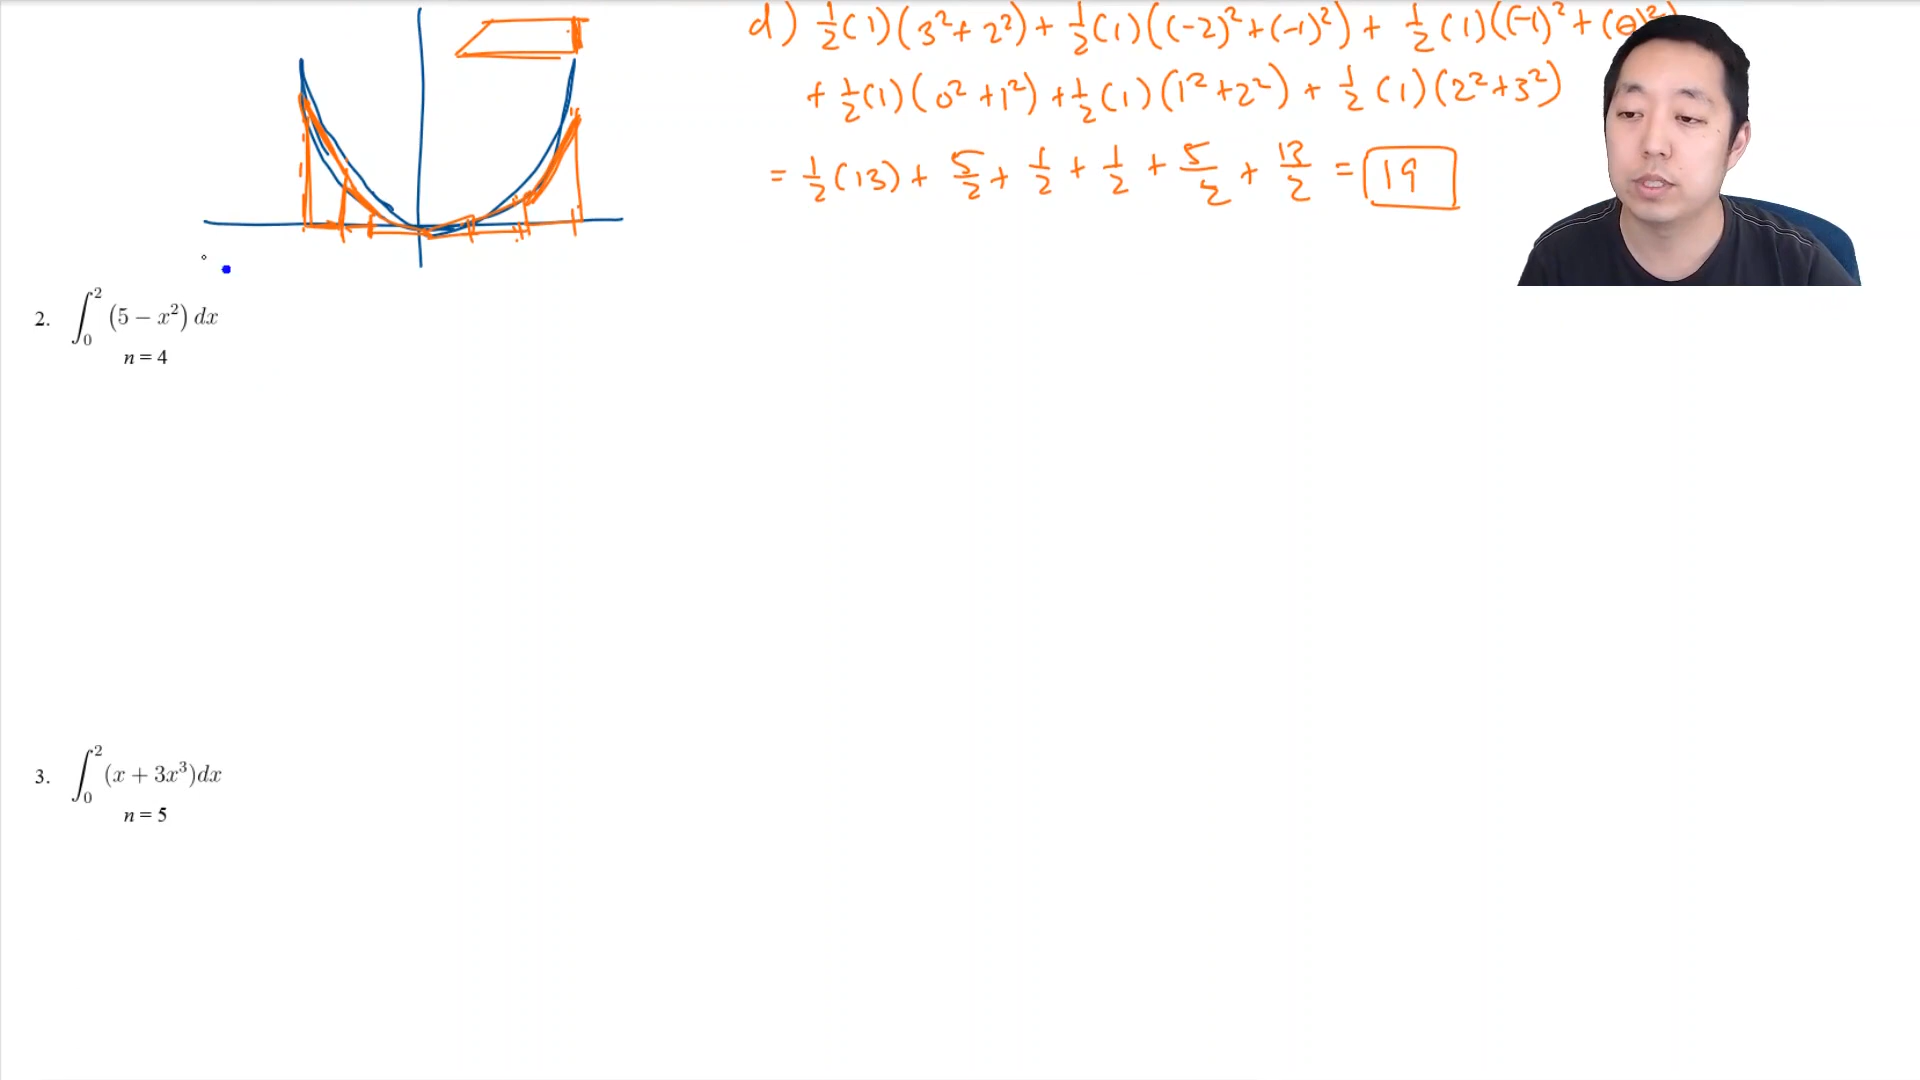 d) 1/2(1)(3²+2²) + 1/2(1)((-2)²+(-1)²) + 1/2(1)((-1)²+(0)²)
+ 1/2(1)(0²+1²) + 1/2(1)(1²+2²) + 1/2(1)(2²+3²)
= 1/2(13) + 5/2 + 1/2 + 1/2 + 5/2 + 13/2 = 19
2. ∫₀² (5 − x²) dx
n = 4
3. ∫₀² (x + 3x³)dx
n = 5